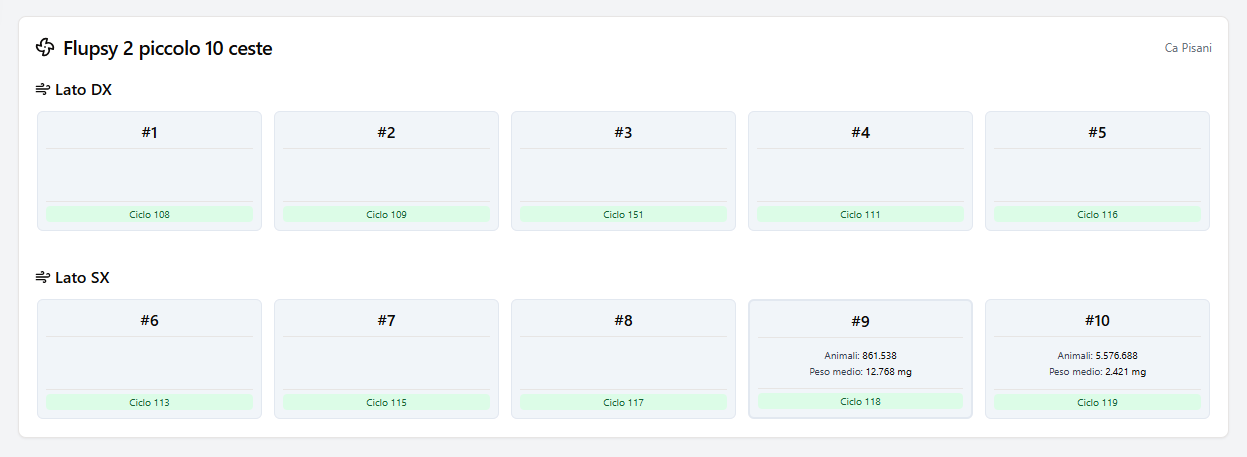 Flupsy 2 piccolo 10 ceste
Ca Pisani
Lato DX
#1
#2
#3
#4
#5
Ciclo 108
Ciclo 109
Ciclo 151
Ciclo 111
Ciclo 116
Lato SX
#6
#7
#8
#9
#10
Animali: 861.538
Peso medio: 12.768 mg
Animali: 5.576.688
Peso medio: 2.421 mg
Ciclo 113
Ciclo 115
Ciclo 117
Ciclo 118
Ciclo 119